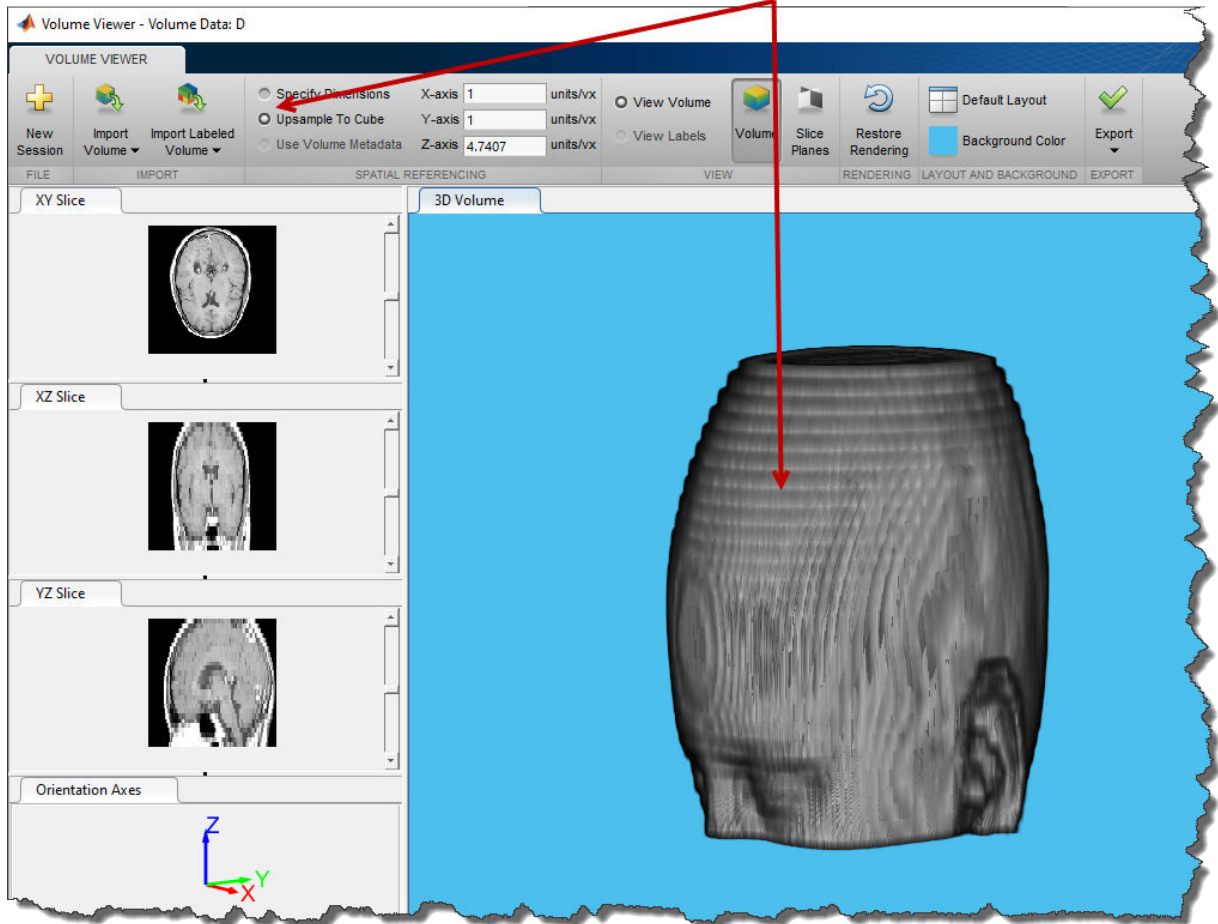 Volume Viewer - Volume Data: D
VOLUME VIEWER
New
Session
Import
Volume
Import Labeled
Volume
Specify Dimensions
Upsample To Cube
Use Volume Metadata
X-axis 1 units/vx
Y-axis 1 units/vx
Z-axis 4.7407 units/vx
View Volume
View Labels
Volume
Slice
Planes
Restore
Rendering
Default Layout
Background Color
Export
FILE
IMPORT
SPATIAL REFERENCING
VIEW
RENDERING
LAYOUT AND BACKGROUND
EXPORT
XY Slice
3D Volume
XZ Slice
YZ Slice
Orientation Axes
Z
Y
X